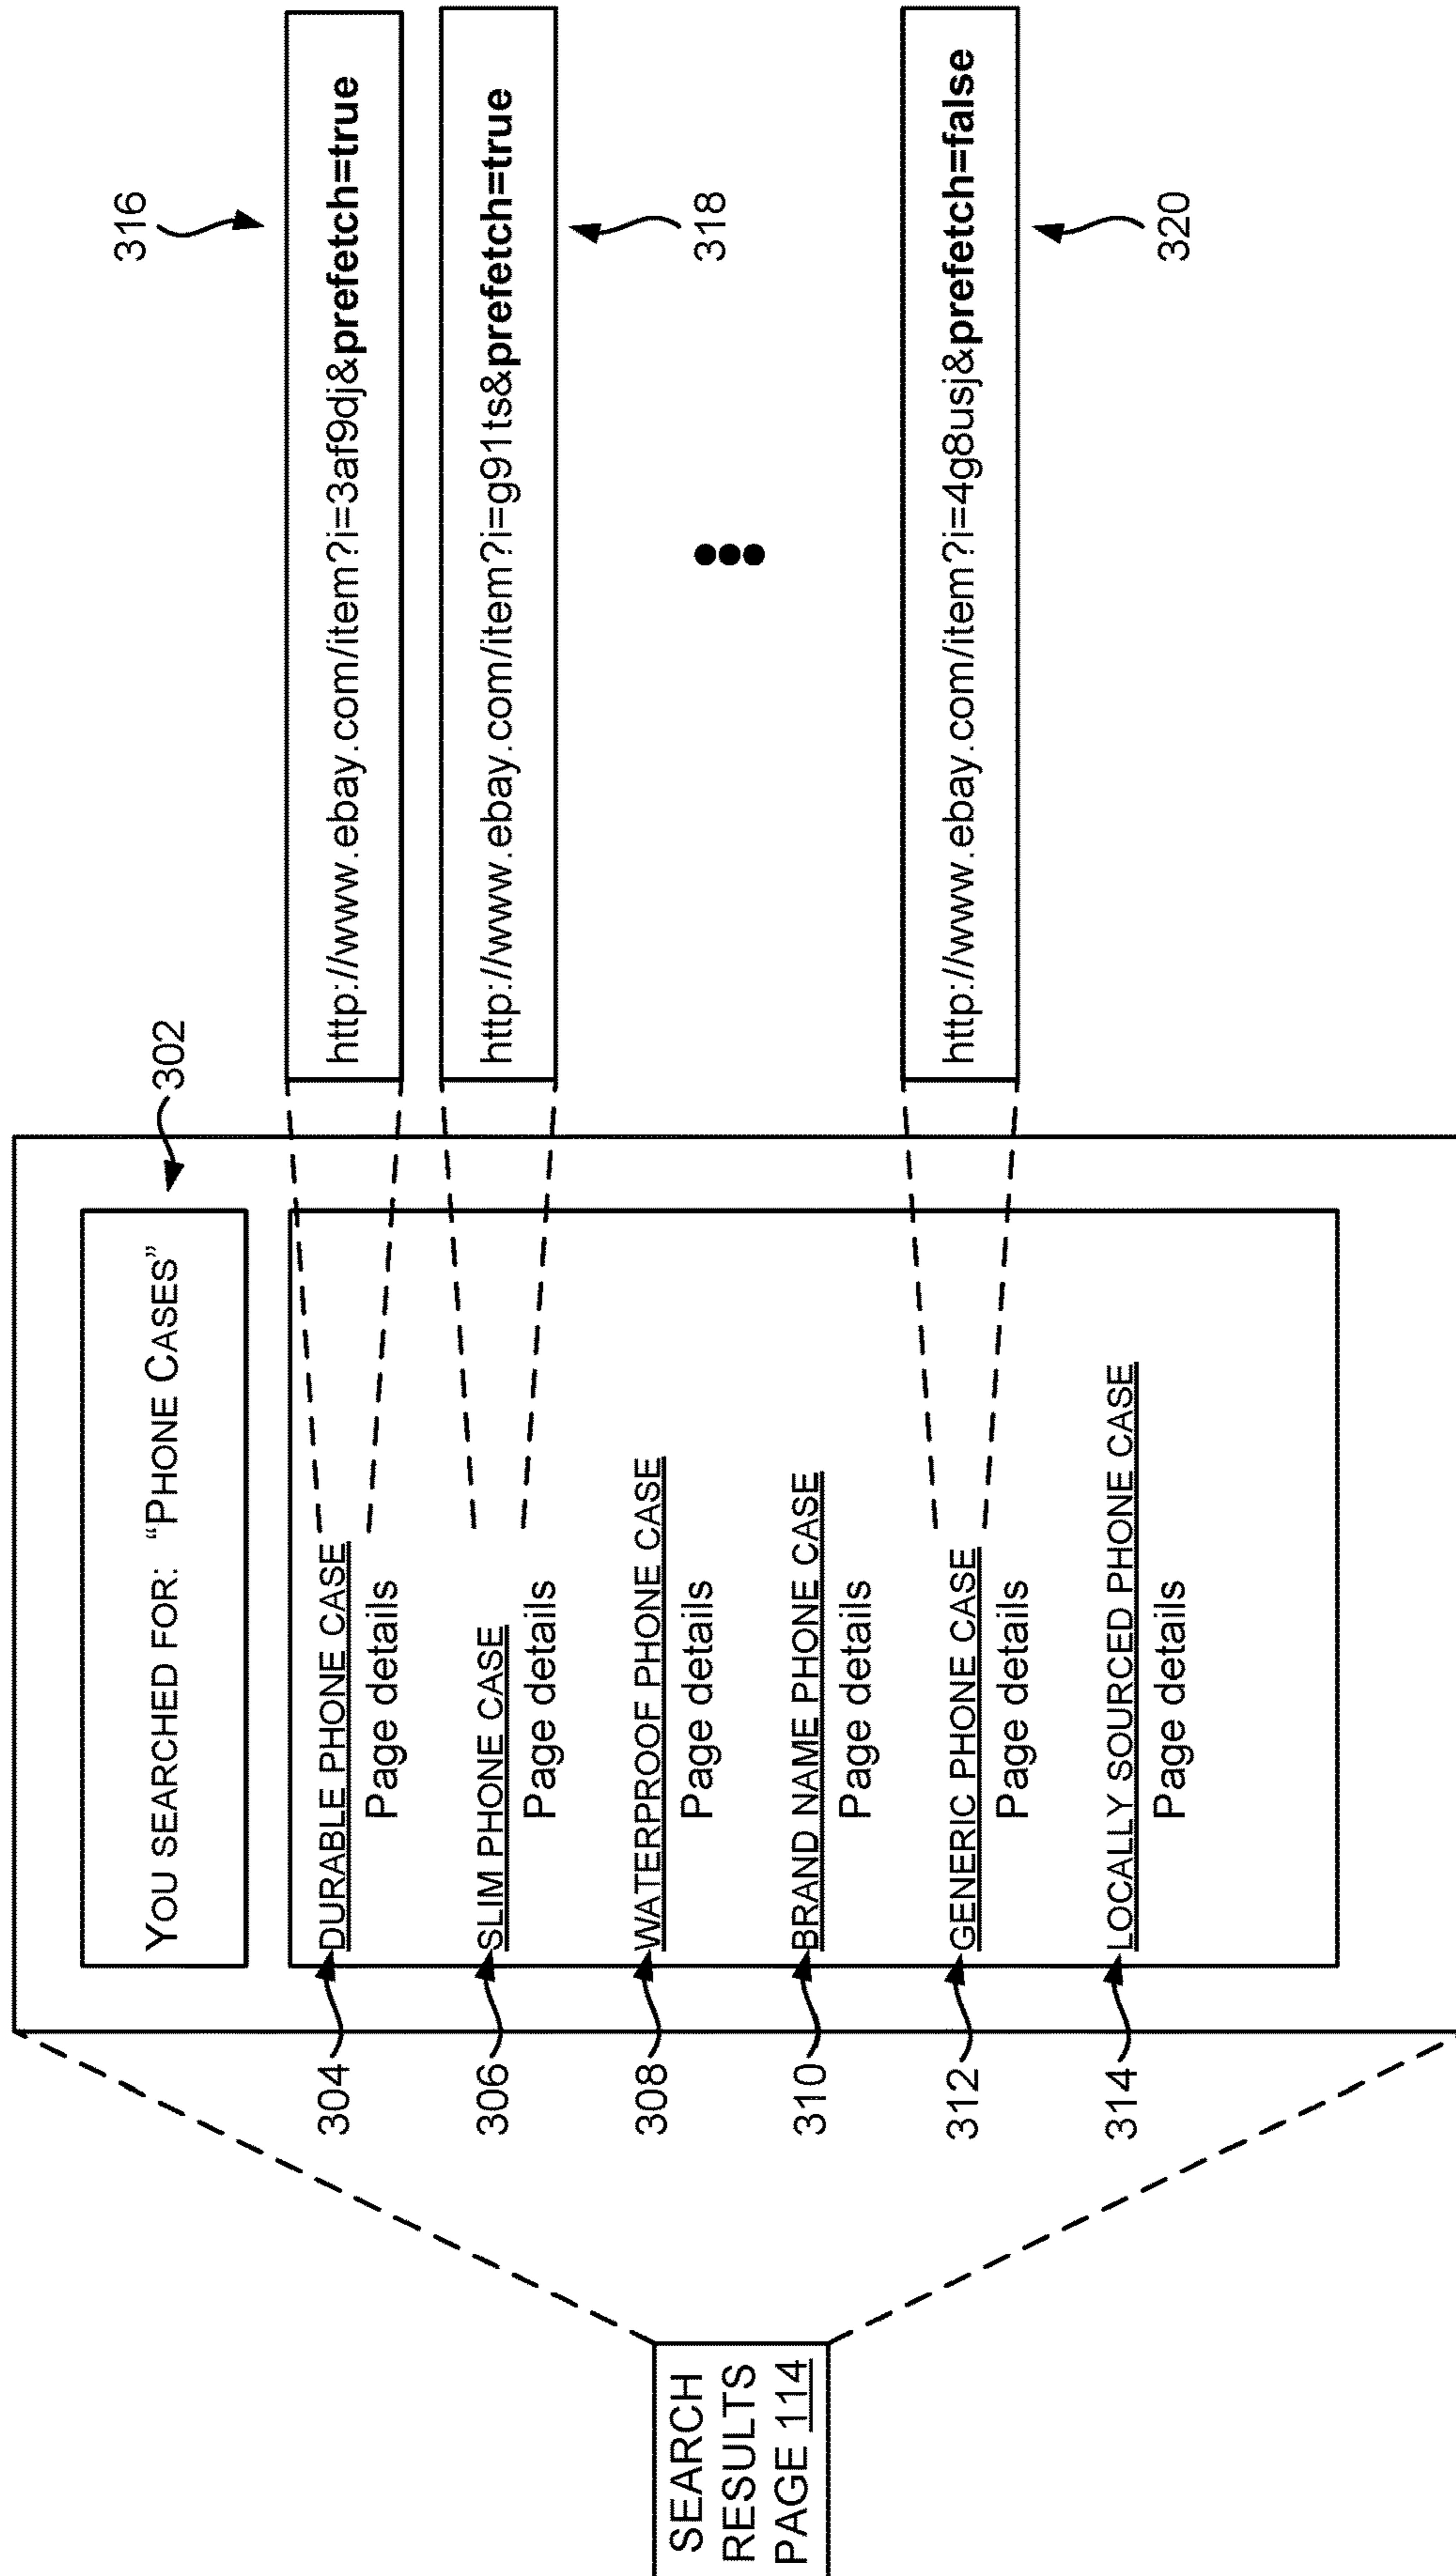 SEARCH
RESULTS
PAGE 114
302
YOU SEARCHED FOR: “PHONE CASES”
304
DURABLE PHONE CASE
Page details
306
SLIM PHONE CASE
Page details
308
WATERPROOF PHONE CASE
Page details
310
BRAND NAME PHONE CASE
Page details
312
GENERIC PHONE CASE
Page details
314
LOCALLY SOURCED PHONE CASE
Page details
316
http://www.ebay.com/item?i=3af9dj&prefetch=true
http://www.ebay.com/item?i=g91ts&prefetch=true
318
http://www.ebay.com/item?i=4g8usj&prefetch=false
320